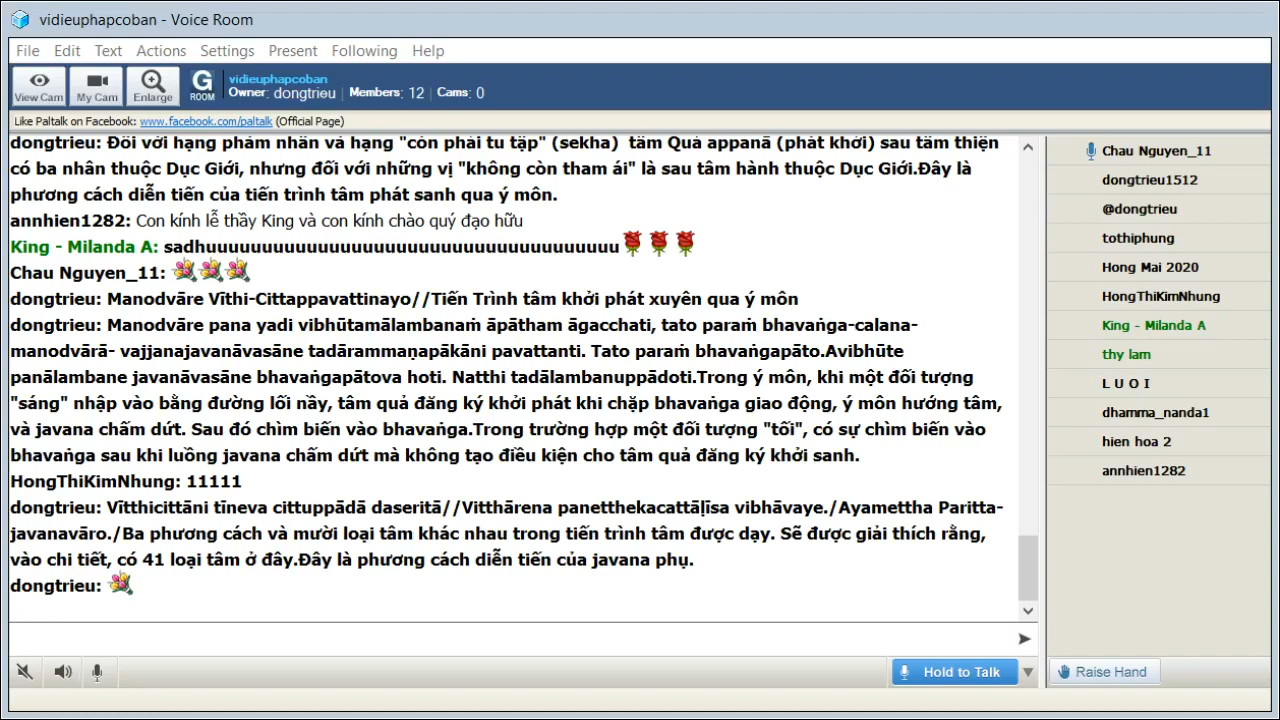 vidieuphapcoban - Voice Room
File Edit Text Actions Settings Present Following Help
View Cam My Cam Enlarge G ROOM
vidieuphapcoban
Owner: dongtrieu | Members: 12 | Cams: 0
Like Paltalk on Facebook: www.facebook.com/paltalk (Official Page)
dongtrieu: Đối với hạng phàm nhân và hạng "còn phải tu tập" (sekha) tâm Quả appanā (phát khởi) sau tâm thiện
có ba nhân thuộc Dục Giới, nhưng đối với những vị "không còn tham ái" là sau tâm hành thuộc Dục Giới.Đây là
phương cách diễn tiến của tiến trình tâm phát sanh qua ý môn.
annhien1282: Con kính lễ thầy King và con kính chào quý đạo hữu
King - Milanda A: sadhuuuuuuuuuuuuuuuuuuuuuuuuuuuuuuuuuuuuu
Chau Nguyen_11:
dongtrieu: Manodvāre Vīthi-Cittappavattinayo//Tiến Trình tâm khởi phát xuyên qua ý môn
dongtrieu: Manodvāre pana yadi vibhūtamālambanaṁ āpātham āgacchati, tato paraṁ bhavaṅga-calana-
manodvārā- vajjanajavanāvasāne tadārammaṇapākāni pavattanti. Tato paraṁ bhavaṅgapāto.Avibhūte
panālambane javanāvasāne bhavaṅgapātova hoti. Natthi tadālambanuppādoti.Trong ý môn, khi một đối tượng
"sáng" nhập vào bằng đường lối nầy, tâm quả đăng ký khởi phát khi chặp bhavaṅga giao động, ý môn hướng tâm,
và javana chấm dứt. Sau đó chìm biến vào bhavaṅga.Trong trường hợp một đối tượng "tối", có sự chìm biến vào
bhavaṅga sau khi luồng javana chấm dứt mà không tạo điều kiện cho tâm quả đăng ký khởi sanh.
HongThiKimNhung: 11111
dongtrieu: Vītthicittāni tīneva cittuppādā daseritā//Vitthārena panetthekacattāḷīsa vibhāvaye./Ayamettha Paritta-
javanavāro./Ba phương cách và mười loại tâm khác nhau trong tiến trình tâm được dạy. Sẽ được giải thích rằng,
vào chi tiết, có 41 loại tâm ở đây.Đây là phương cách diễn tiến của javana phụ.
dongtrieu:
Hold to Talk
Chau Nguyen_11
dongtrieu1512
@dongtrieu
tothiphung
Hong Mai 2020
HongThiKimNhung
King - Milanda A
thy lam
L U O I
dhamma_nanda1
hien hoa 2
annhien1282
Raise Hand